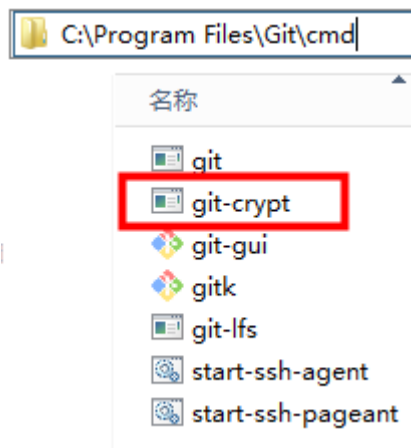 C:\Program Files\Git\cmd
名称
git
git-crypt
git-gui
gitk
git-lfs
start-ssh-agent
start-ssh-pageant